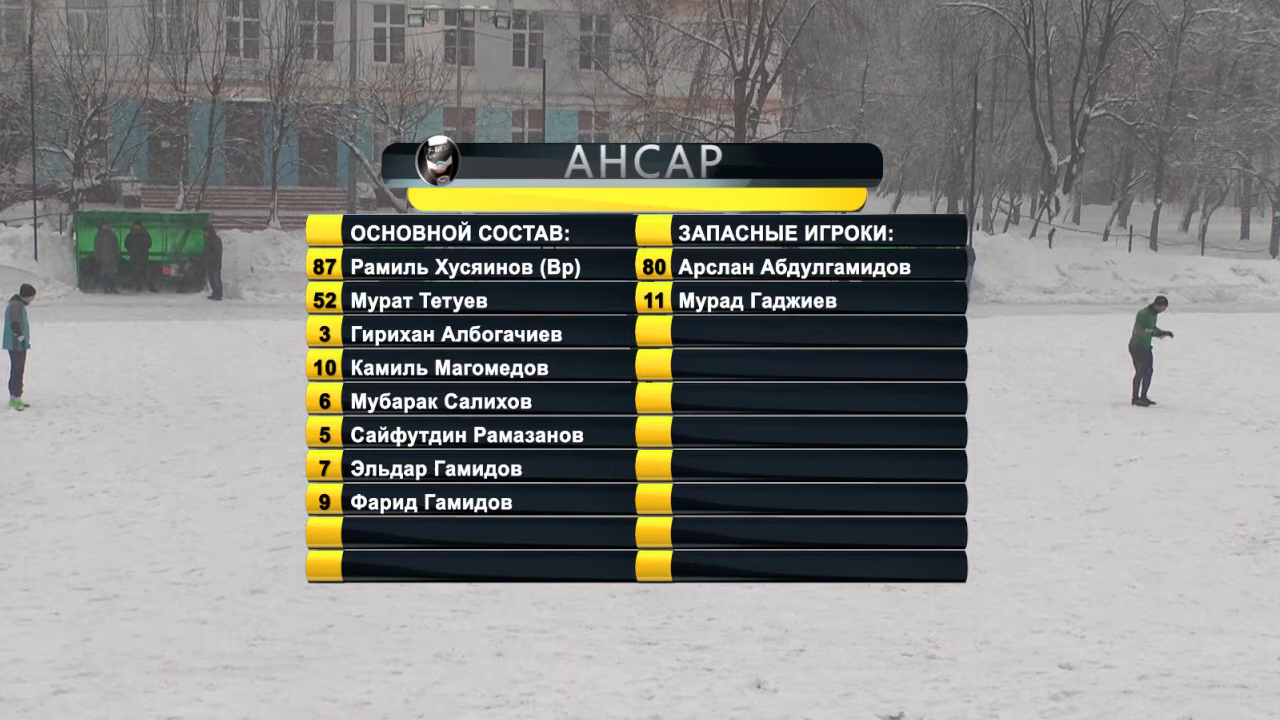 АНСАР
ОСНОВНОЙ СОСТАВ:
87 Рамиль Хусяинов (Вр)
52 Мурат Тетуев
3 Гирихан Албогачиев
10 Камиль Магомедов
6 Мубарак Салихов
5 Сайфутдин Рамазанов
7 Эльдар Гамидов
9 Фарид Гамидов
ЗАПАСНЫЕ ИГРОКИ:
80 Арслан Абдулгамидов
11 Мурад Гаджиев